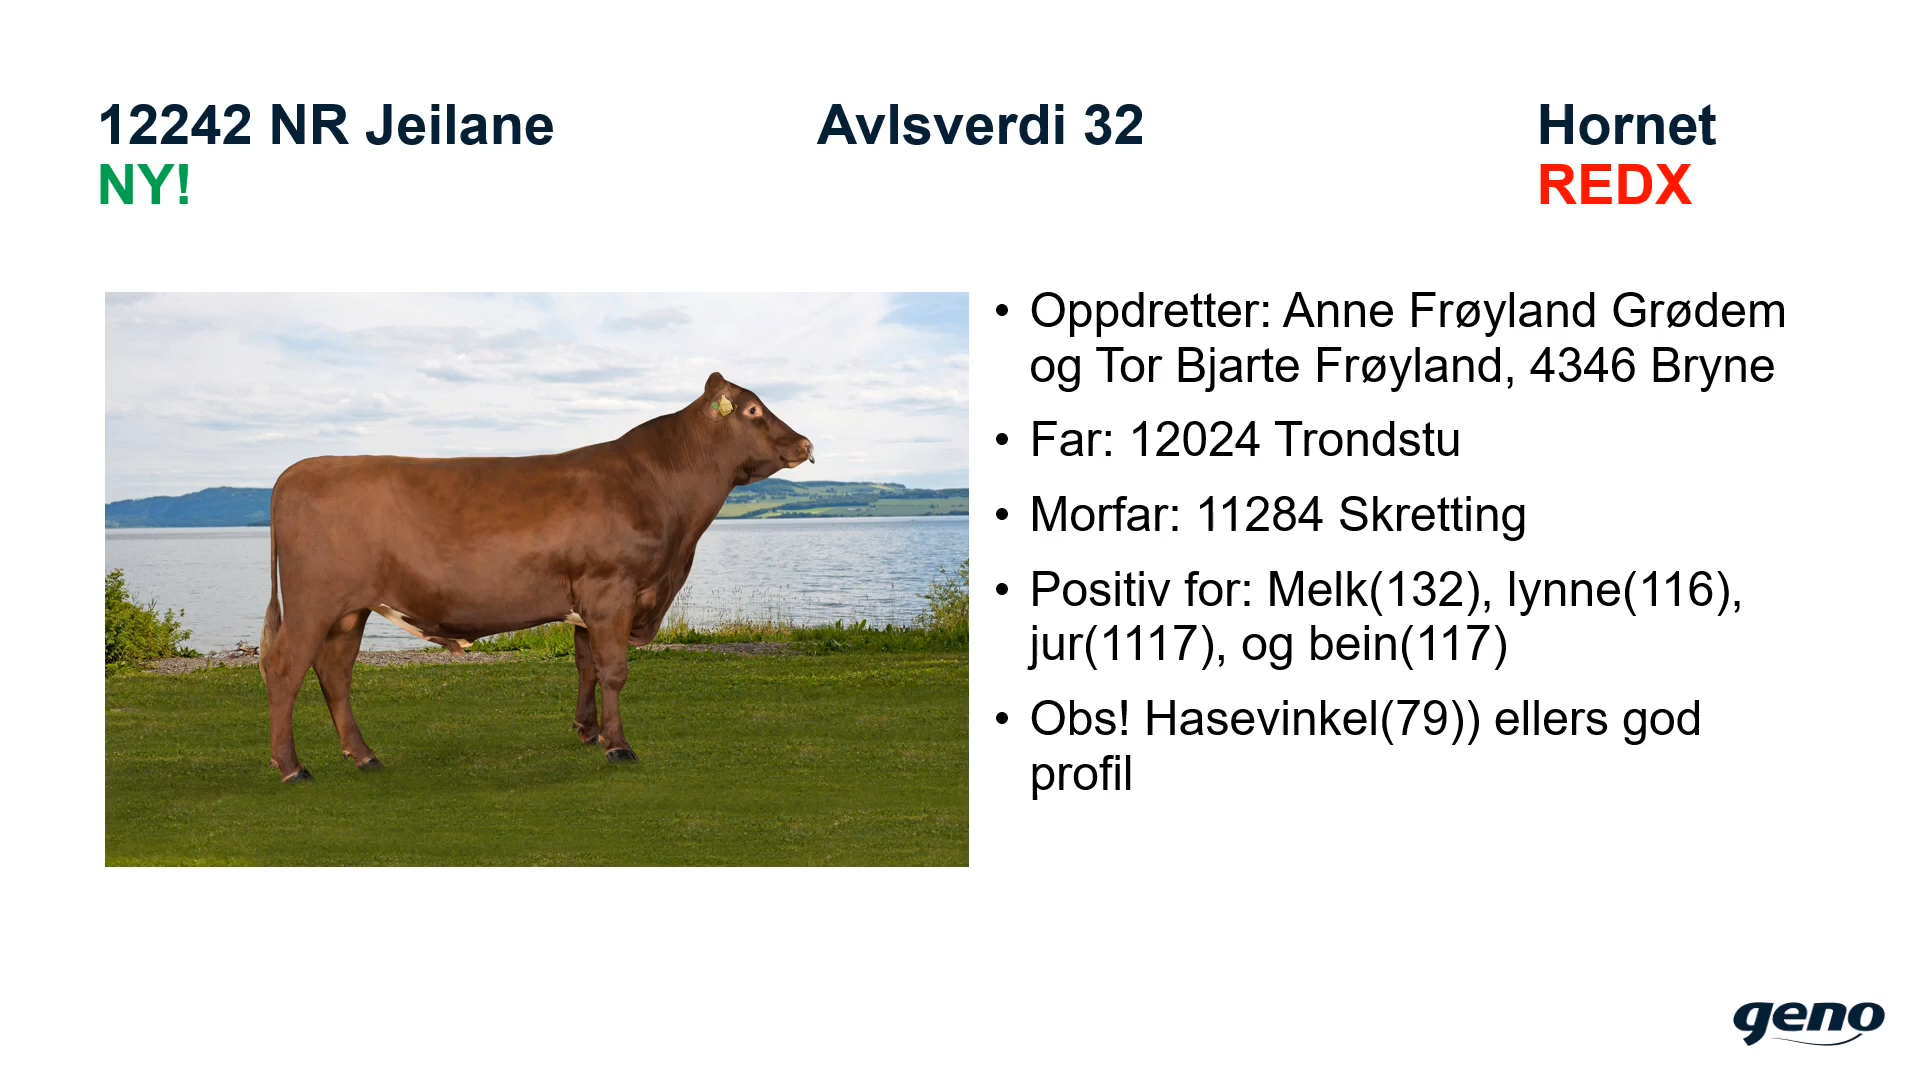 12242 NR Jeilane
NY!
Avlsverdi 32
Hornet
REDX
• Oppdretter: Anne Frøyland Grødem
og Tor Bjarte Frøyland, 4346 Bryne
• Far: 12024 Trondstu
• Morfar: 11284 Skretting
• Positiv for: Melk(132), lynne(116),
jur(1117), og bein(117)
• Obs! Hasevinkel(79)) ellers god
profil
geno